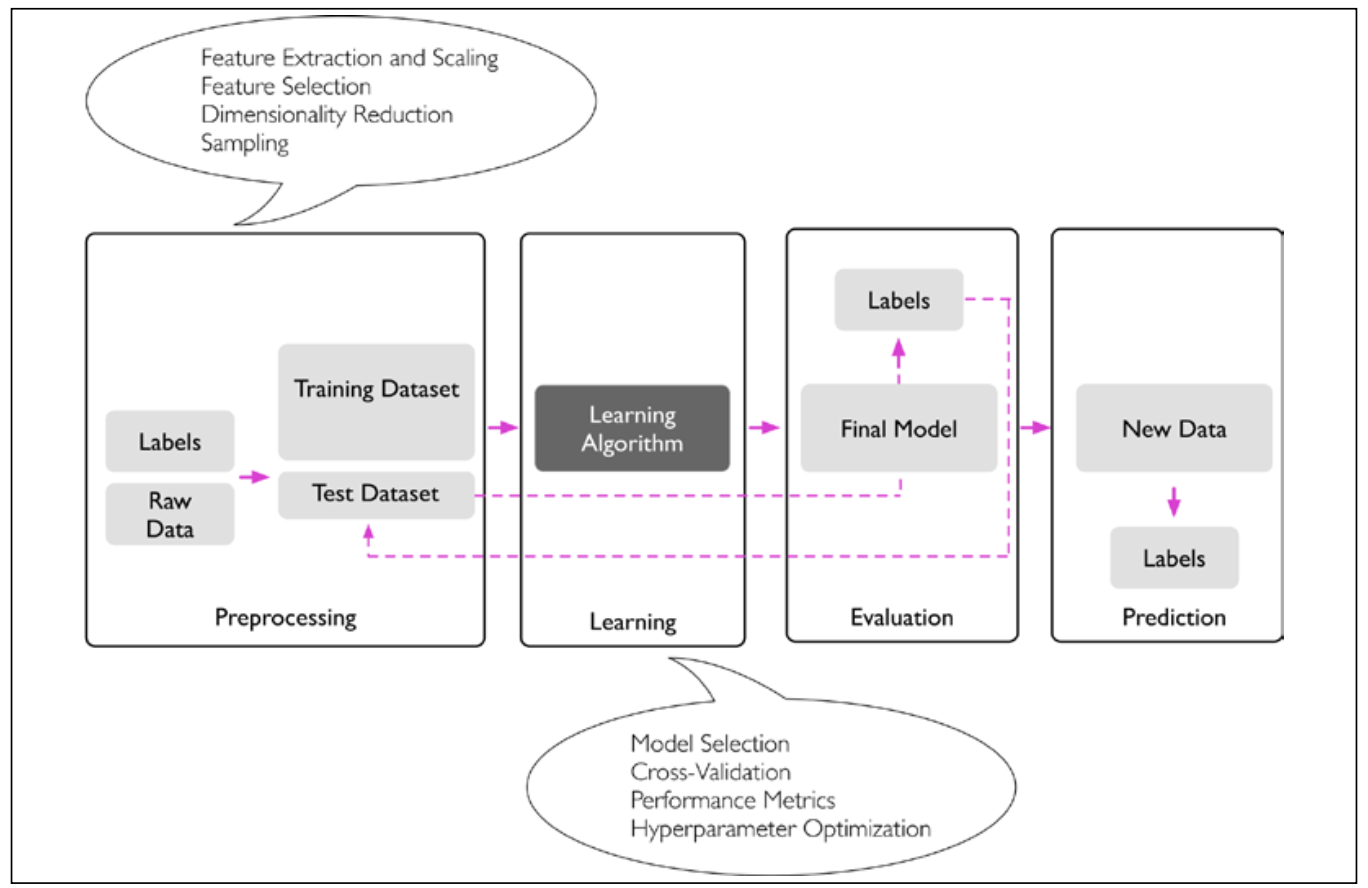 Feature Extraction and Scaling
Feature Selection
Dimensionality Reduction
Sampling
Labels
Raw
Data
Training Dataset
Test Dataset
Preprocessing
Learning
Algorithm
Learning
Labels
Final Model
Evaluation
New Data
Labels
Prediction
Model Selection
Cross-Validation
Performance Metrics
Hyperparameter Optimization